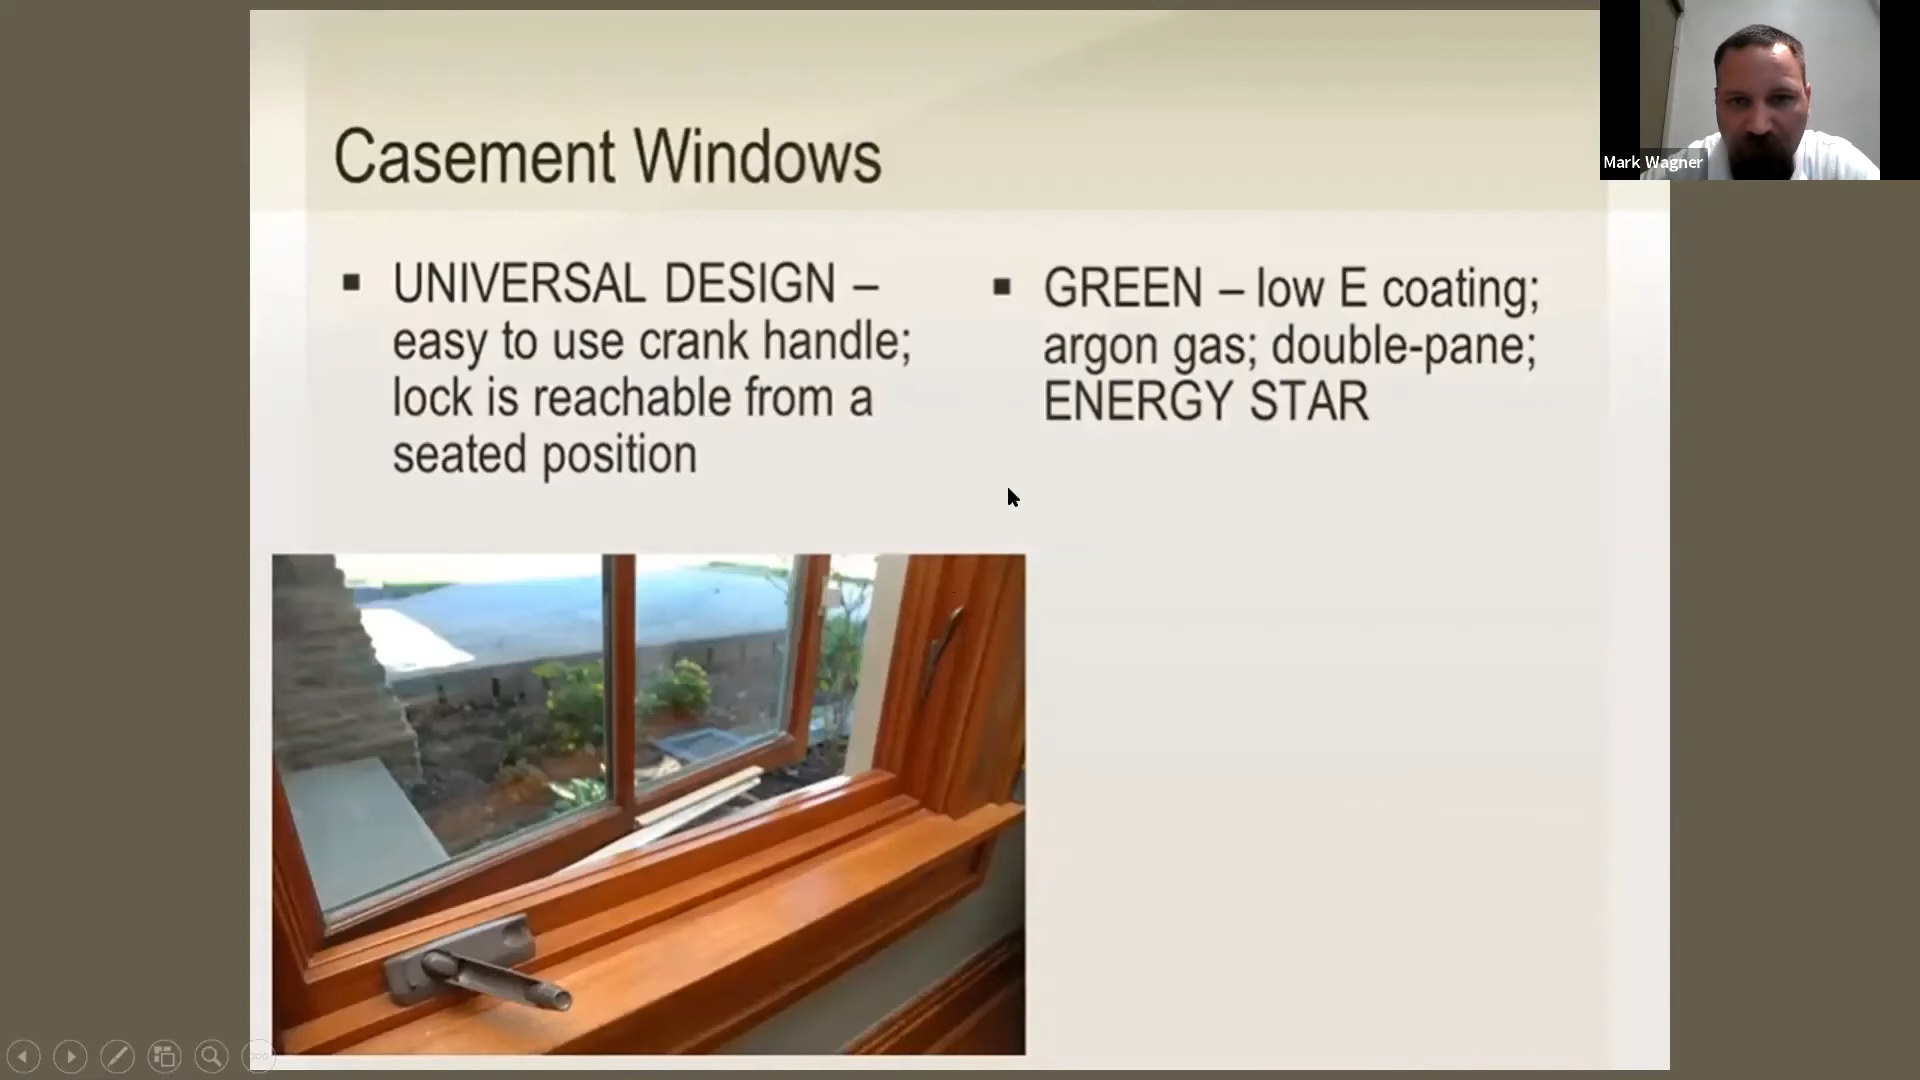 Casement Windows
▪ UNIVERSAL DESIGN –
easy to use crank handle;
lock is reachable from a
seated position
▪ GREEN – low E coating;
argon gas; double-pane;
ENERGY STAR
Mark Wagner